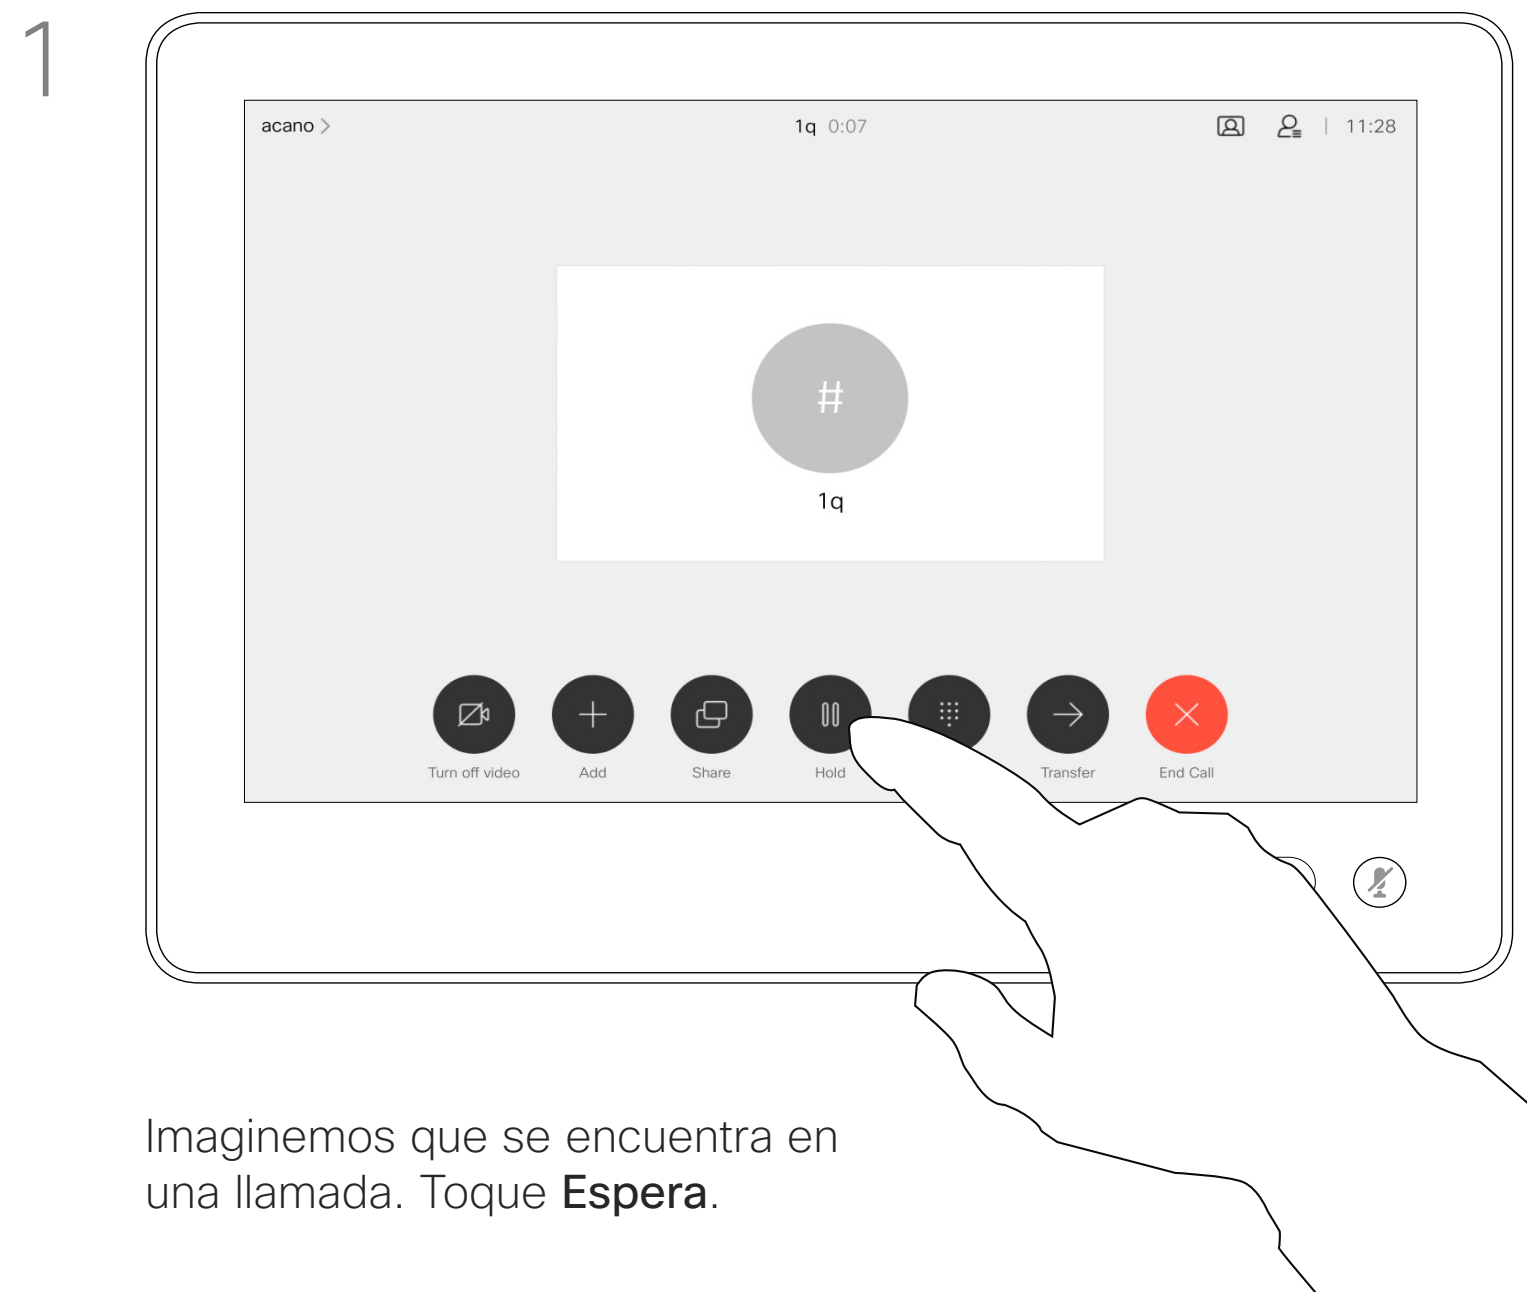 1
acano
1q 0:07
11:28
#
1q
Turn off video
Add
Share
Hold
Transfer
End Call
Imaginemos que se encuentra en
una llamada. Toque Espera.